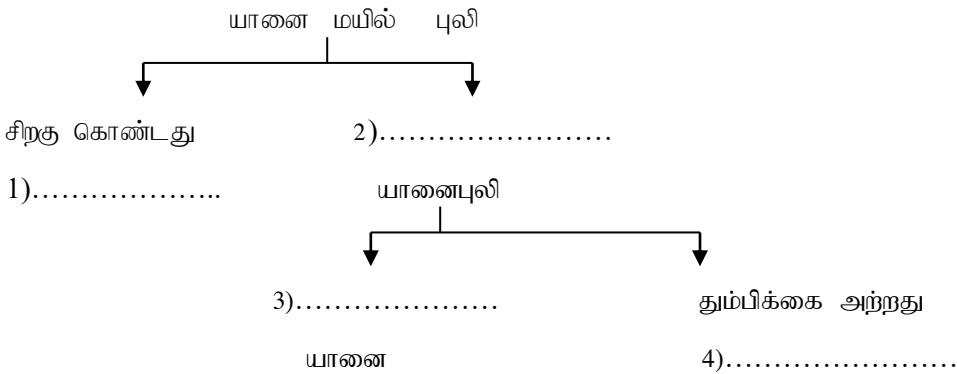 யானை மயில் புலி
சிறகு கொண்டது 2)……………………
1)……………….. யானைபுலி
3)………………… தும்பிக்கை அற்றது
யானை 4)……………………